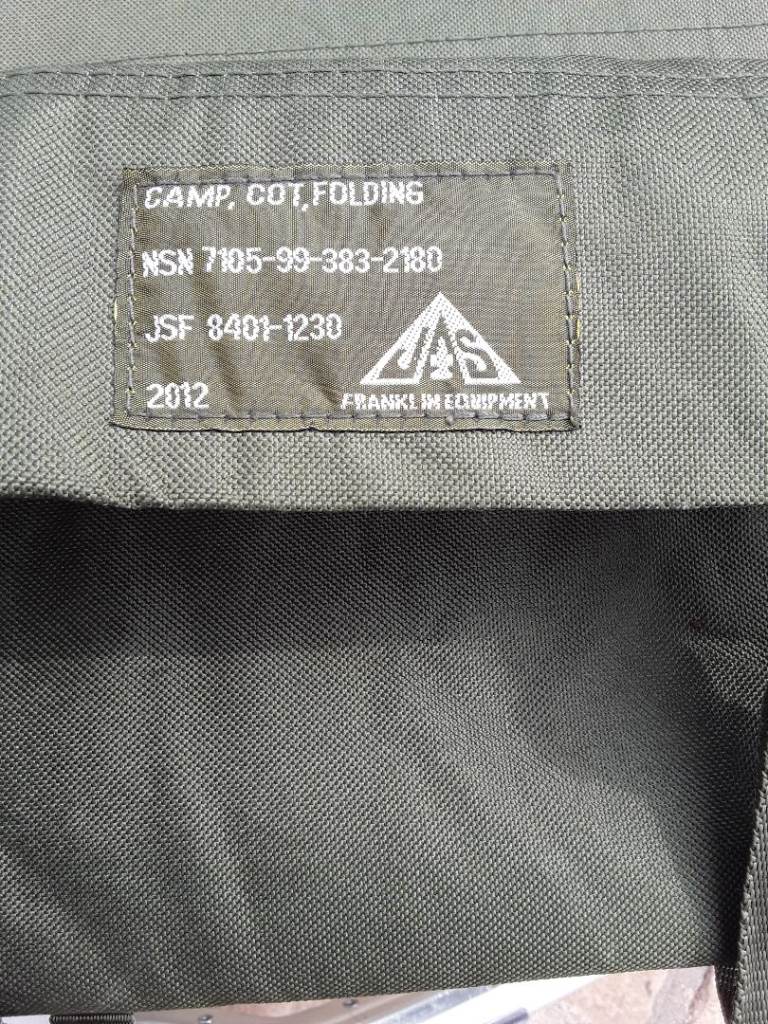 CAMP, COT, FOLDING
NSN 7105-99-383-2180
JSF 8401-1230
2012
JAS
FRANKLIN EQUIPMENT